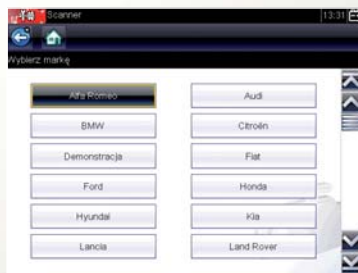 Scanner 13:31
Wybierz markę
Alfa Romeo Audi
BMW Citroën
Demonstracja Fiat
Ford Honda
Hyundai Kia
Lancia Land Rover